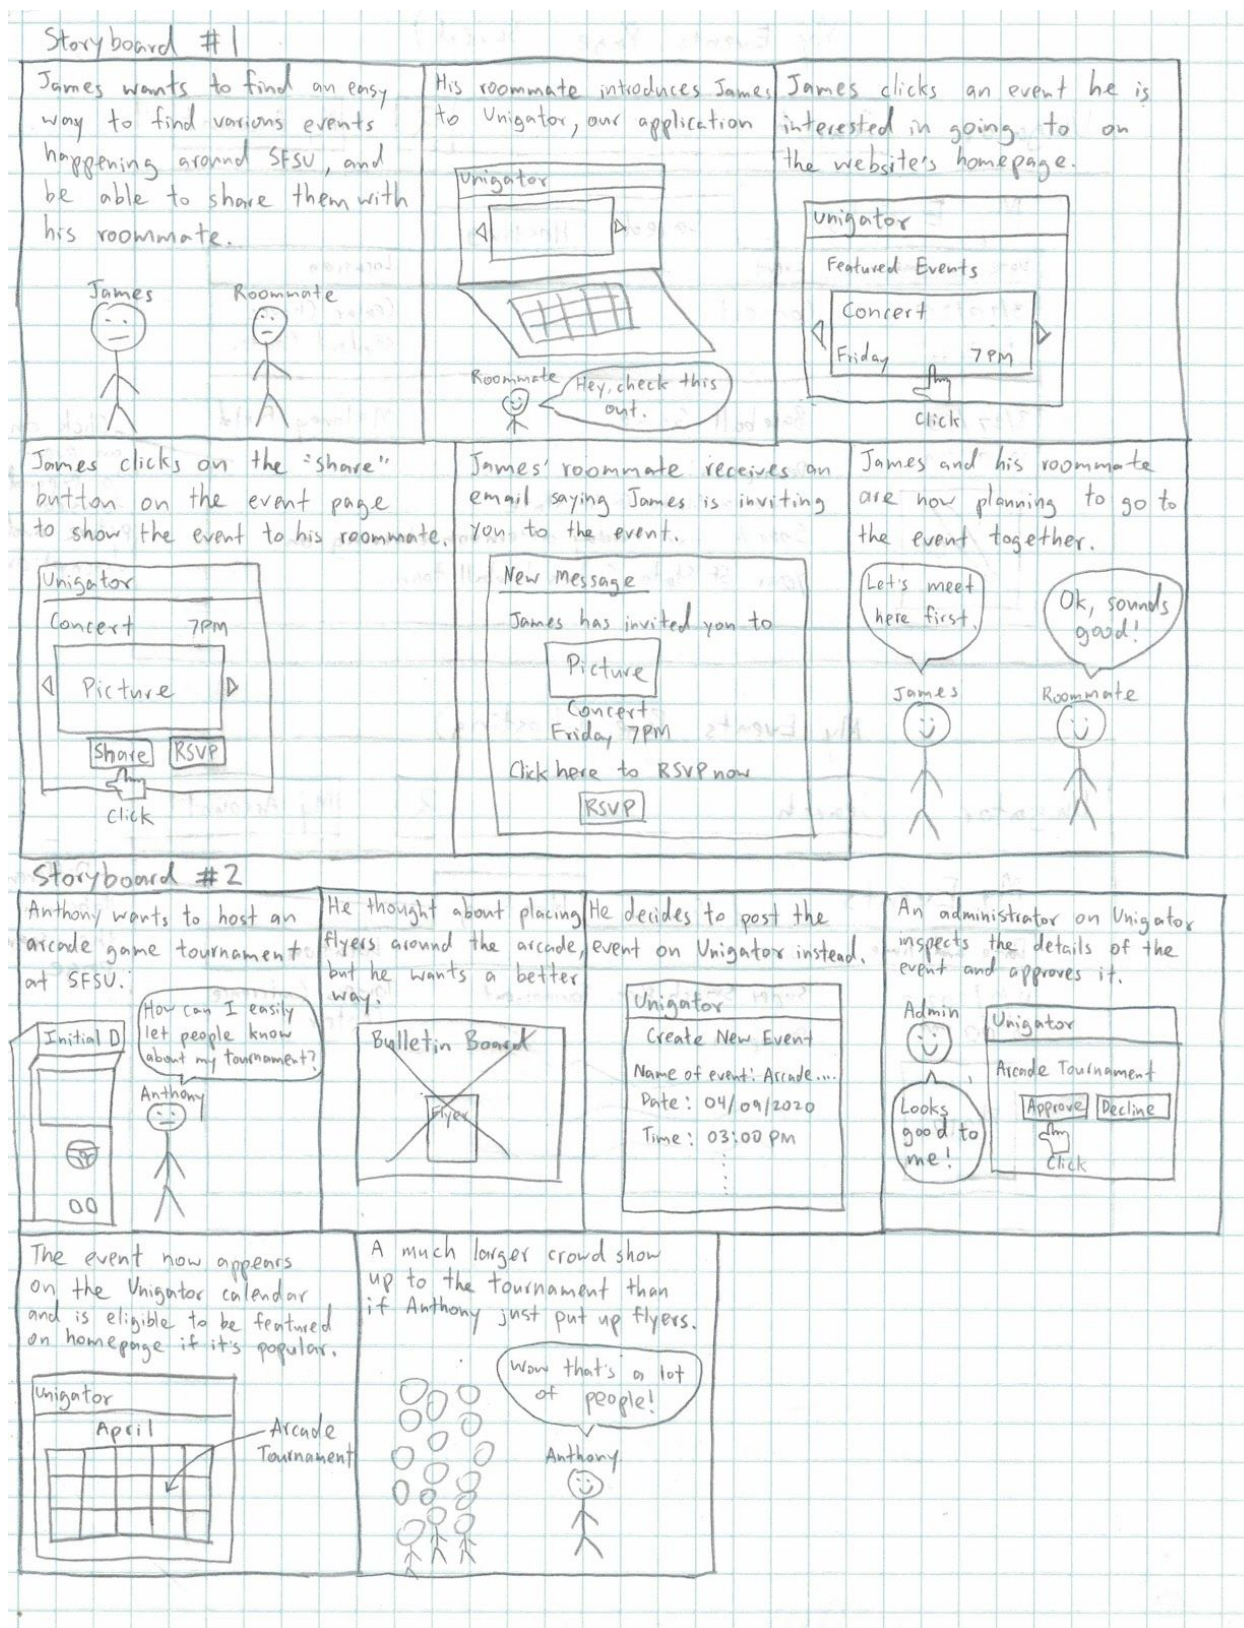 Storyboard #1
James wants to find an easy
way to find various events
happening around SFSU, and
be able to share them with
his roommate.
James
Roommate
His roommate introduces James
to Unigator, our application
Unigator
Roommate
Hey, check this
out.
James clicks an event he is
interested in going to on
the website's homepage.
Unigator
Featured Events
Concert
Friday 7PM
Click
James clicks on the "share"
button on the event page
to show the event to his roommate.
Unigator
Concert 7PM
Picture
Share RSVP
Click
James' roommate receives an
email saying James is inviting
you to the event.
New Message
James has invited you to
Picture
Concert
Friday 7PM
Click here to RSVP now
RSVP
James and his roommate
are now planning to go to
the event together.
Let's meet
here first.
Ok, sounds
good!
James
Roommate
Storyboard #2
Anthony wants to host an
arcade game tournament
at SFSU.
Initial D
How can I easily
let people know
about my tournament?
Anthony
He thought about placing
flyers around the arcade,
but he wants a better
way.
Bulletin Board
Flyer
He decides to post the
event on Unigator instead.
Unigator
Create New Event
Name of event: Arcade....
Date: 04/09/2020
Time: 03:00 PM
An administrator on Unigator
inspects the details of the
event and approves it.
Admin
Looks
good to
me!
Unigator
Arcade Tournament
Approve Decline
Click
The event now appears
on the Unigator calendar
and is eligible to be featured
on homepage if it's popular.
Unigator
April
Arcade
Tournament
A much larger crowd show
up to the tournament than
if Anthony just put up flyers.
Wow that's a lot
of people!
Anthony